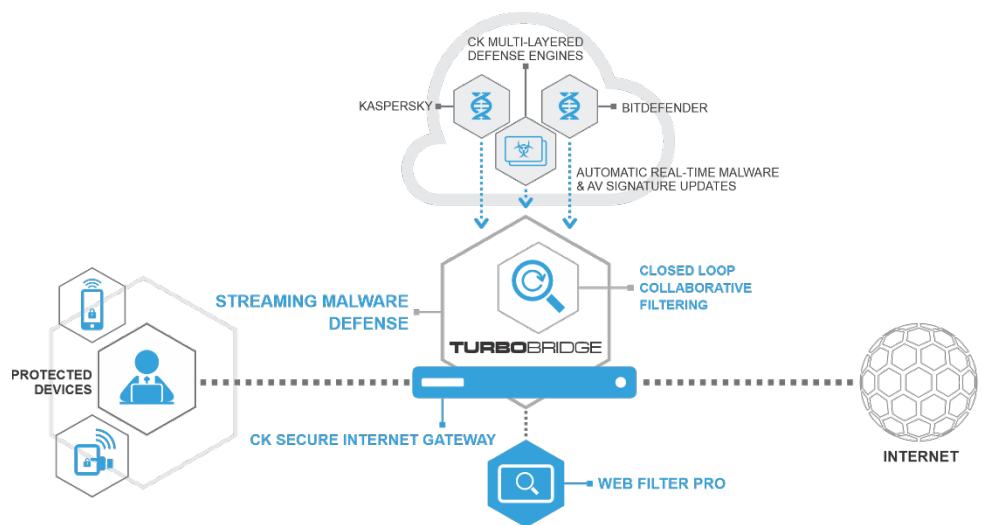 CK MULTI-LAYERED
DEFENSE ENGINES
KASPERSKY
BITDEFENDER
AUTOMATIC REAL-TIME MALWARE
& AV SIGNATURE UPDATES
CLOSED LOOP
COLLABORATIVE
FILTERING
STREAMING MALWARE
DEFENSE
TURBOBRIDGE
PROTECTED
DEVICES
CK SECURE INTERNET GATEWAY
INTERNET
WEB FILTER PRO